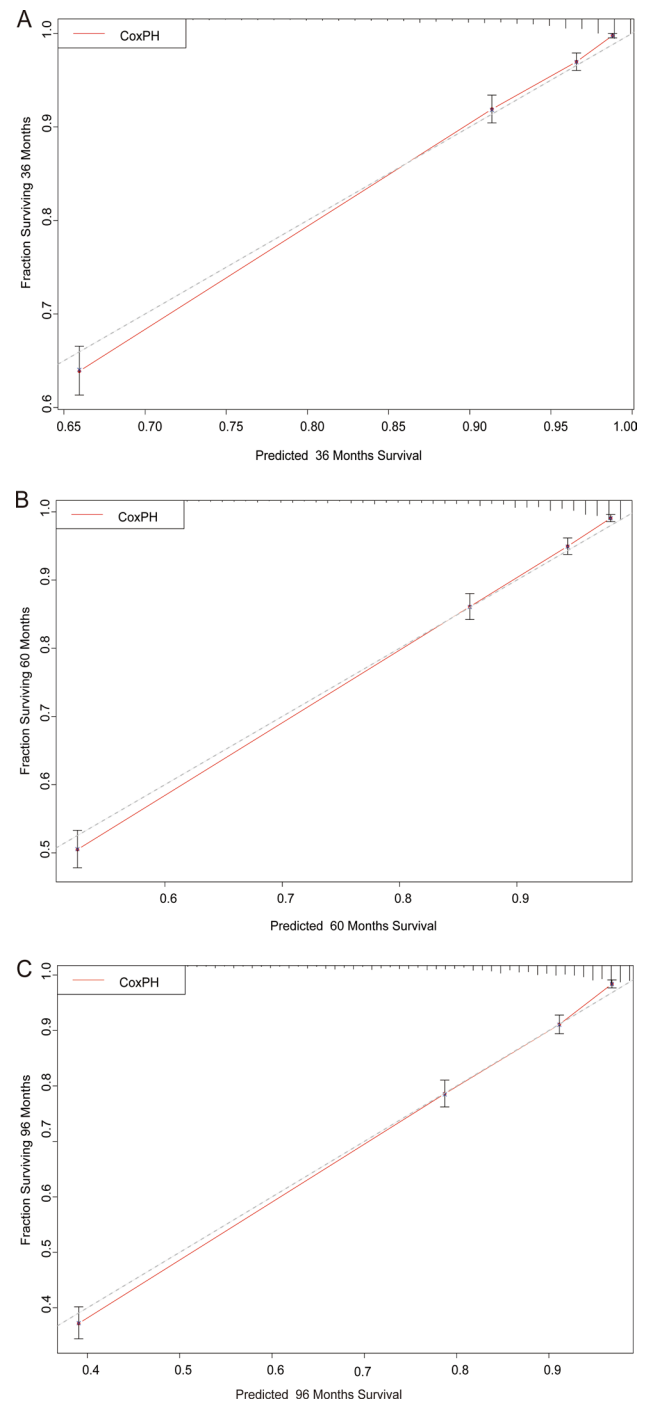 A
CoxPH
1.0
0.9
0.8
0.7
0.6
Fraction Surviving 36 Months
0.65 0.70 0.75 0.80 0.85 0.90 0.95 1.00
Predicted 36 Months Survival
B
CoxPH
1.0
0.9
0.8
0.7
0.6
0.5
Fraction Surviving 60 Months
0.6 0.7 0.8 0.9
Predicted 60 Months Survival
C
CoxPH
1.0
0.9
0.8
0.7
0.6
0.5
0.4
Fraction Surviving 96 Months
0.4 0.5 0.6 0.7 0.8 0.9
Predicted 96 Months Survival